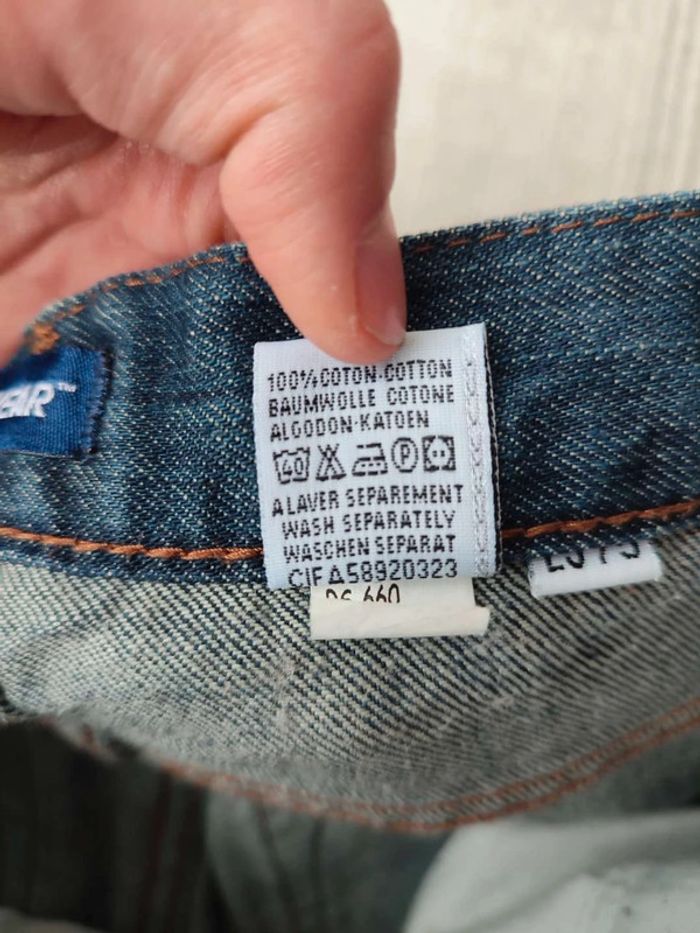 100% COTON-COTTON
BAUMWOLLE COTONE
ALGODON-KATOEN
40 P
A LAVER SEPAREMENT
WASH SEPARATELY
WASCHEN SEPARAT
CIF A58920323